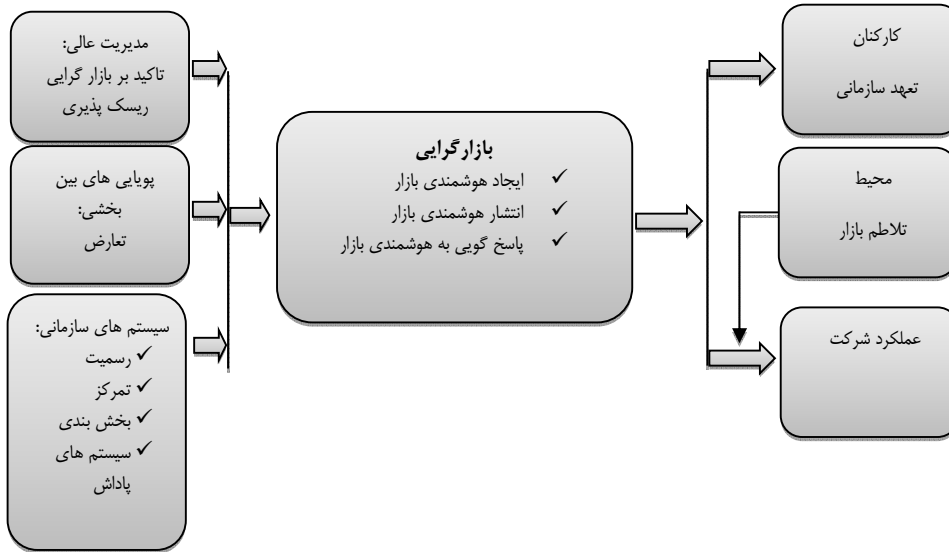 مدیریت عالی:
تاکید بر بازار گرایی
ریسک پذیری
پویایی های بین
بخشی:
تعارض
سیستم های سازمانی:
✓ رسمیت
✓ تمرکز
✓ بخش بندی
✓ سیستم های
پاداش
بازارگرایی
✓ ایجاد هوشمندی بازار
✓ انتشار هوشمندی بازار
✓ پاسخ گویی به هوشمندی بازار
کارکنان
تعهد سازمانی
محیط
تلاطم بازار
عملکرد شرکت